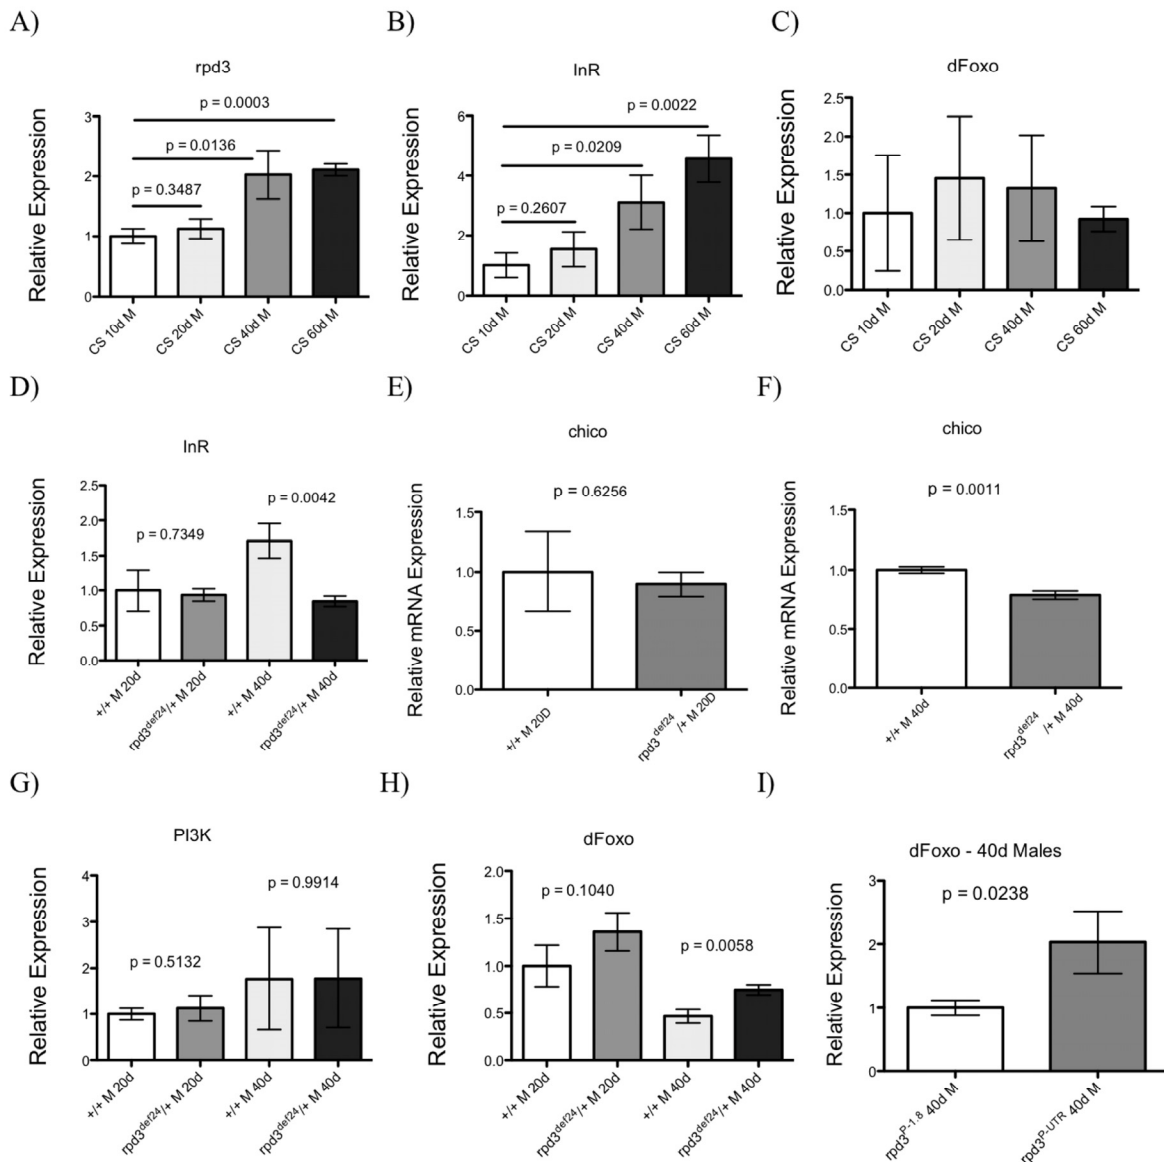 A)
rpd3
p = 0.0003
p = 0.0136
p = 0.3487
Relative Expression
3
2
1
0
CS 10d M
CS 20d M
CS 40d M
CS 60d M
B)
InR
p = 0.0022
p = 0.0209
p = 0.2607
Relative Expression
6
4
2
0
CS 10d M
CS 20d M
CS 40d M
CS 60d M
C)
dFoxo
Relative Expression
2.5
2.0
1.5
1.0
0.5
0.0
CS 10d M
CS 20d M
CS 40d M
CS 60d M
D)
InR
p = 0.0042
p = 0.7349
Relative Expression
2.5
2.0
1.5
1.0
0.5
0.0
+/+ M 20d
rpd3def24/+ M 20d
+/+ M 40d
rpd3def24/+ M 40d
E)
chico
p = 0.6256
Relative mRNA Expression
1.5
1.0
0.5
0.0
+/+ M 20D
rpd3def24/+ M 20D
F)
chico
p = 0.0011
Relative mRNA Expression
1.5
1.0
0.5
0.0
+/+ M 40d
rpd3def24/+ M 40d
G)
PI3K
p = 0.9914
p = 0.5132
Relative Expression
4
3
2
1
0
+/+ M 20d
rpd3def24/+ M 20d
+/+ M 40d
rpd3def24/+ M 40d
H)
dFoxo
p = 0.1040
p = 0.0058
Relative Expression
2.0
1.5
1.0
0.5
0.0
+/+ M 20d
rpd3def24/+ M 20d
+/+ M 40d
rpd3def24/+ M 40d
I)
dFoxo - 40d Males
p = 0.0238
Relative Expression
3
2
1
0
rpd3P-1.8 40d M
rpd3P-UTR 40d M